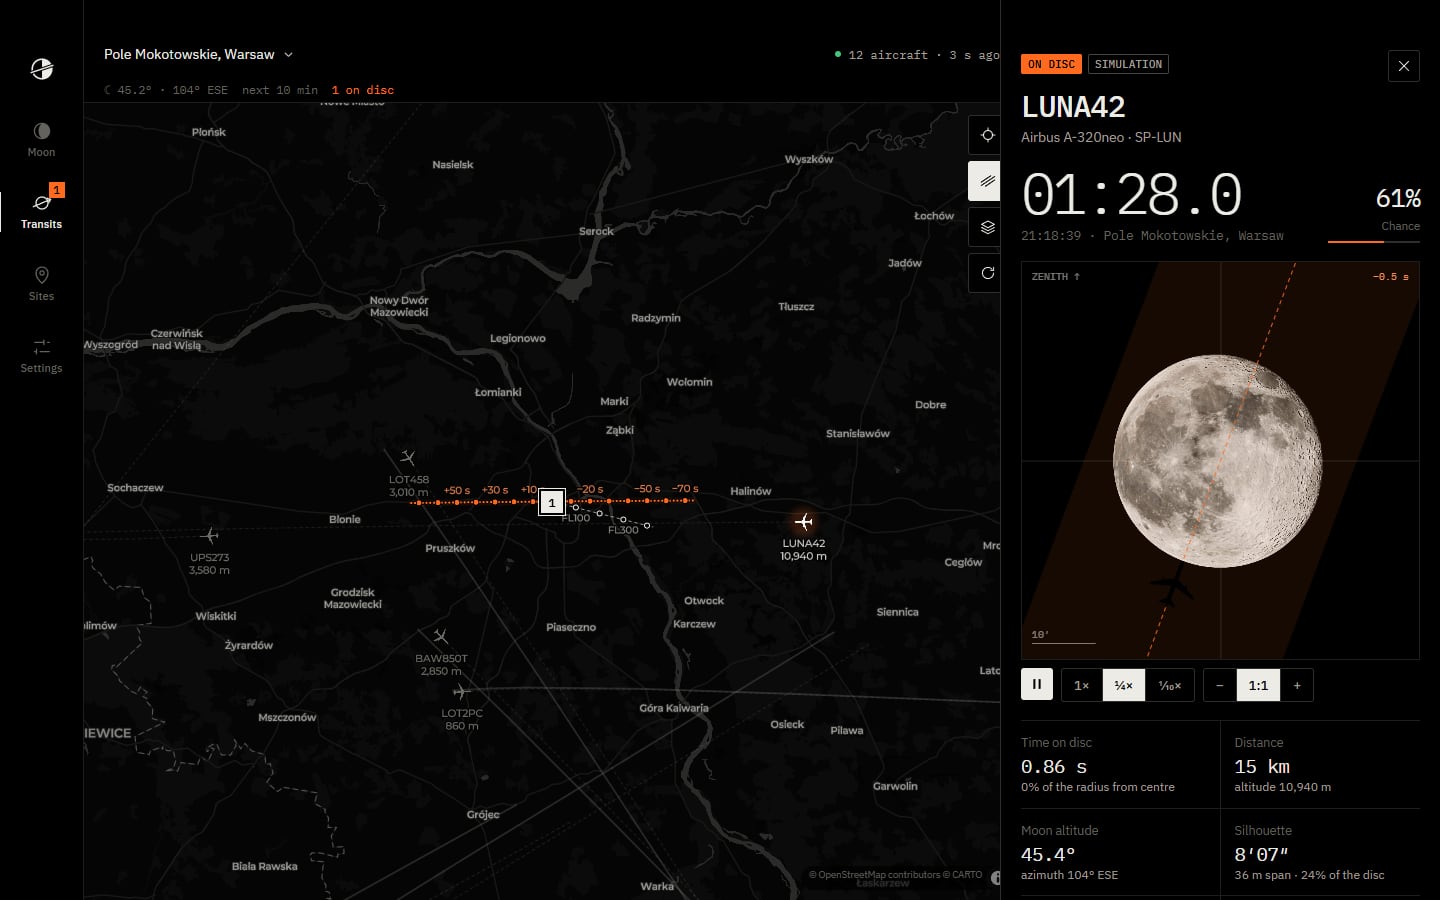 Pole Mokotowskie, Warsaw
12 aircraft · 3 s ago
☾ 45.2° · 104° ESE next 10 min 1 on disc
Moon
1
Transits
Sites
Settings
Nowe Miasto
Płońsk
Nasielsk
Wyszków
Łochów
Serock
Jadów
Nowy Dwór
Mazowiecki
Tłuszcz
Radzymin
Czerwińsk
nad Wisłą
Wyszogród
Legionowo
Wołomin
Łomianki
Marki
Dobre
Ząbki
Stanisławów
LOT458
3,010 m
Sochaczew
+50 s
+30 s
+10
1
−20 s
−50 s
−70 s
Halinów
FL100
FL300
Błonie
LUNA42
10,940 m
Pruszków
UPS273
3,580 m
Mrozy
Cegłów
Grodzisk
Mazowiecki
Otwock
Wiskitki
Siennica
Karczew
Piaseczno
Żyrardów
BAW850T
2,850 m
LOT2PC
860 m
Góra Kalwaria
Mszczonów
Osieck
Pilawa
IEWICE
Garwolin
Grójec
Biała Rawska
Warka
© OpenStreetMap contributors © CARTO
Łaskarzew
ON DISC
SIMULATION
LUNA42
Airbus A-320neo · SP-LUN
01:28.0
61%
Chance
21:18:39 · Pole Mokotowskie, Warsaw
ZENITH ↑
−0.5 s
10′
1×
¼×
⅒×
−
1:1
+
Time on disc
0.86 s
0% of the radius from centre
Distance
15 km
altitude 10,940 m
Moon altitude
45.4°
azimuth 104° ESE
Silhouette
8′07″
36 m span · 24% of the disc